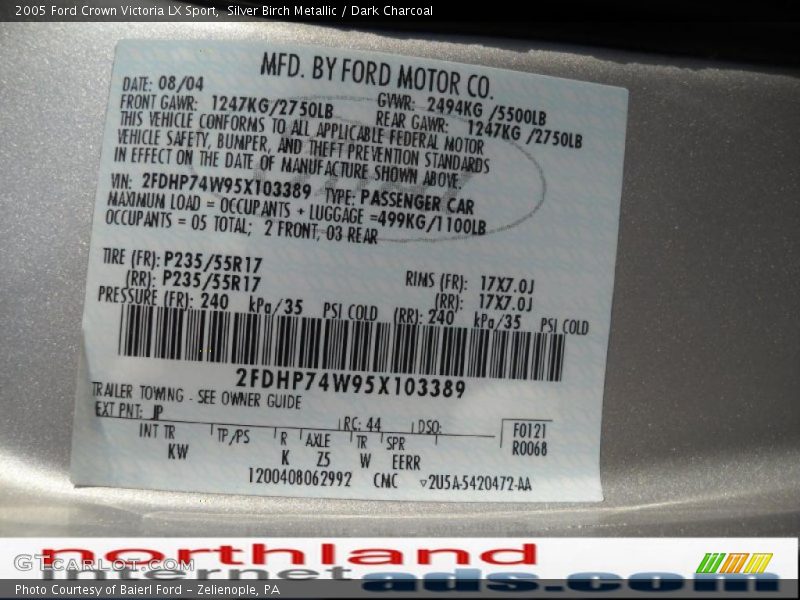 2005 Ford Crown Victoria LX Sport, Silver Birch Metallic / Dark Charcoal
MFD. BY FORD MOTOR CO.
DATE: 08/04 GVWR: 2494KG /5500LB
FRONT GAWR: 1247KG/2750LB REAR GAWR: 1247KG /2750LB
THIS VEHICLE CONFORMS TO ALL APPLICABLE FEDERAL MOTOR
VEHICLE SAFETY, BUMPER, AND THEFT PREVENTION STANDARDS
IN EFFECT ON THE DATE OF MANUFACTURE SHOWN ABOVE.
VIN: 2FDHP74W95X103389 TYPE: PASSENGER CAR
MAXIMUM LOAD = OCCUPANTS + LUGGAGE =499KG/1100LB
OCCUPANTS = 05 TOTAL; 2 FRONT, 03 REAR
TIRE (FR): P235/55R17 RIMS (FR): 17X7.0J
(RR): P235/55R17 (RR): 17X7.0J
PRESSURE (FR): 240 kPa/35 PSI COLD (RR): 240 kPa/35 PSI COLD
2FDHP74W95X103389
TRAILER TOWING - SEE OWNER GUIDE
EXT PNT: JP RC: 44 DSO: F0121
INT TR TP/PS R AXLE TR SPR R0068
KW K Z5 W EERR
1200408062992 CMC ▽2U5A-5420472-AA
northland
internet ads.com
GTCARLOT.COM
Photo Courtesy of Baierl Ford - Zelienople, PA